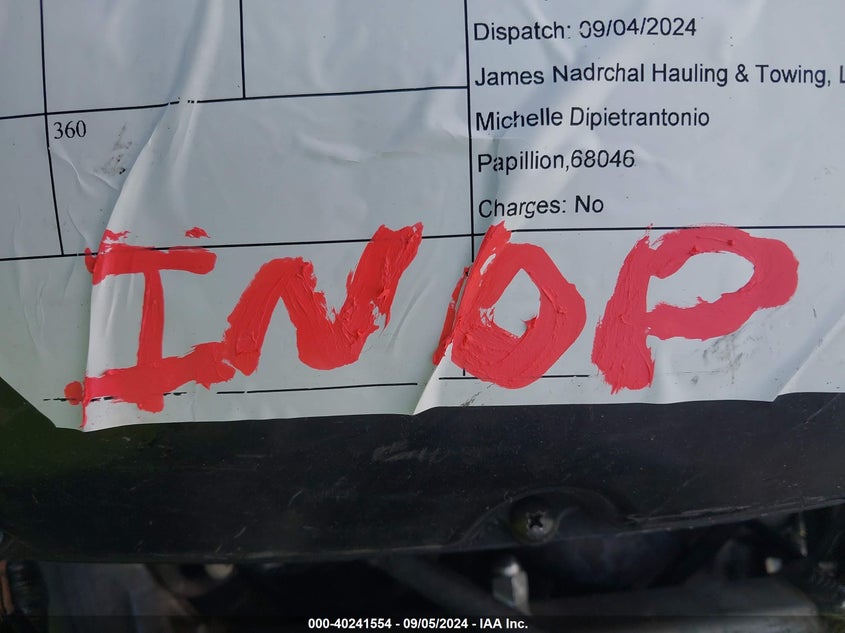 Dispatch: 09/04/2024
James Nadrchal Hauling & Towing, L
360
Michelle Dipietrantonio
Papillion,68046
Charges: No
INOP
000-40241554 - 09/05/2024 - IAA Inc.